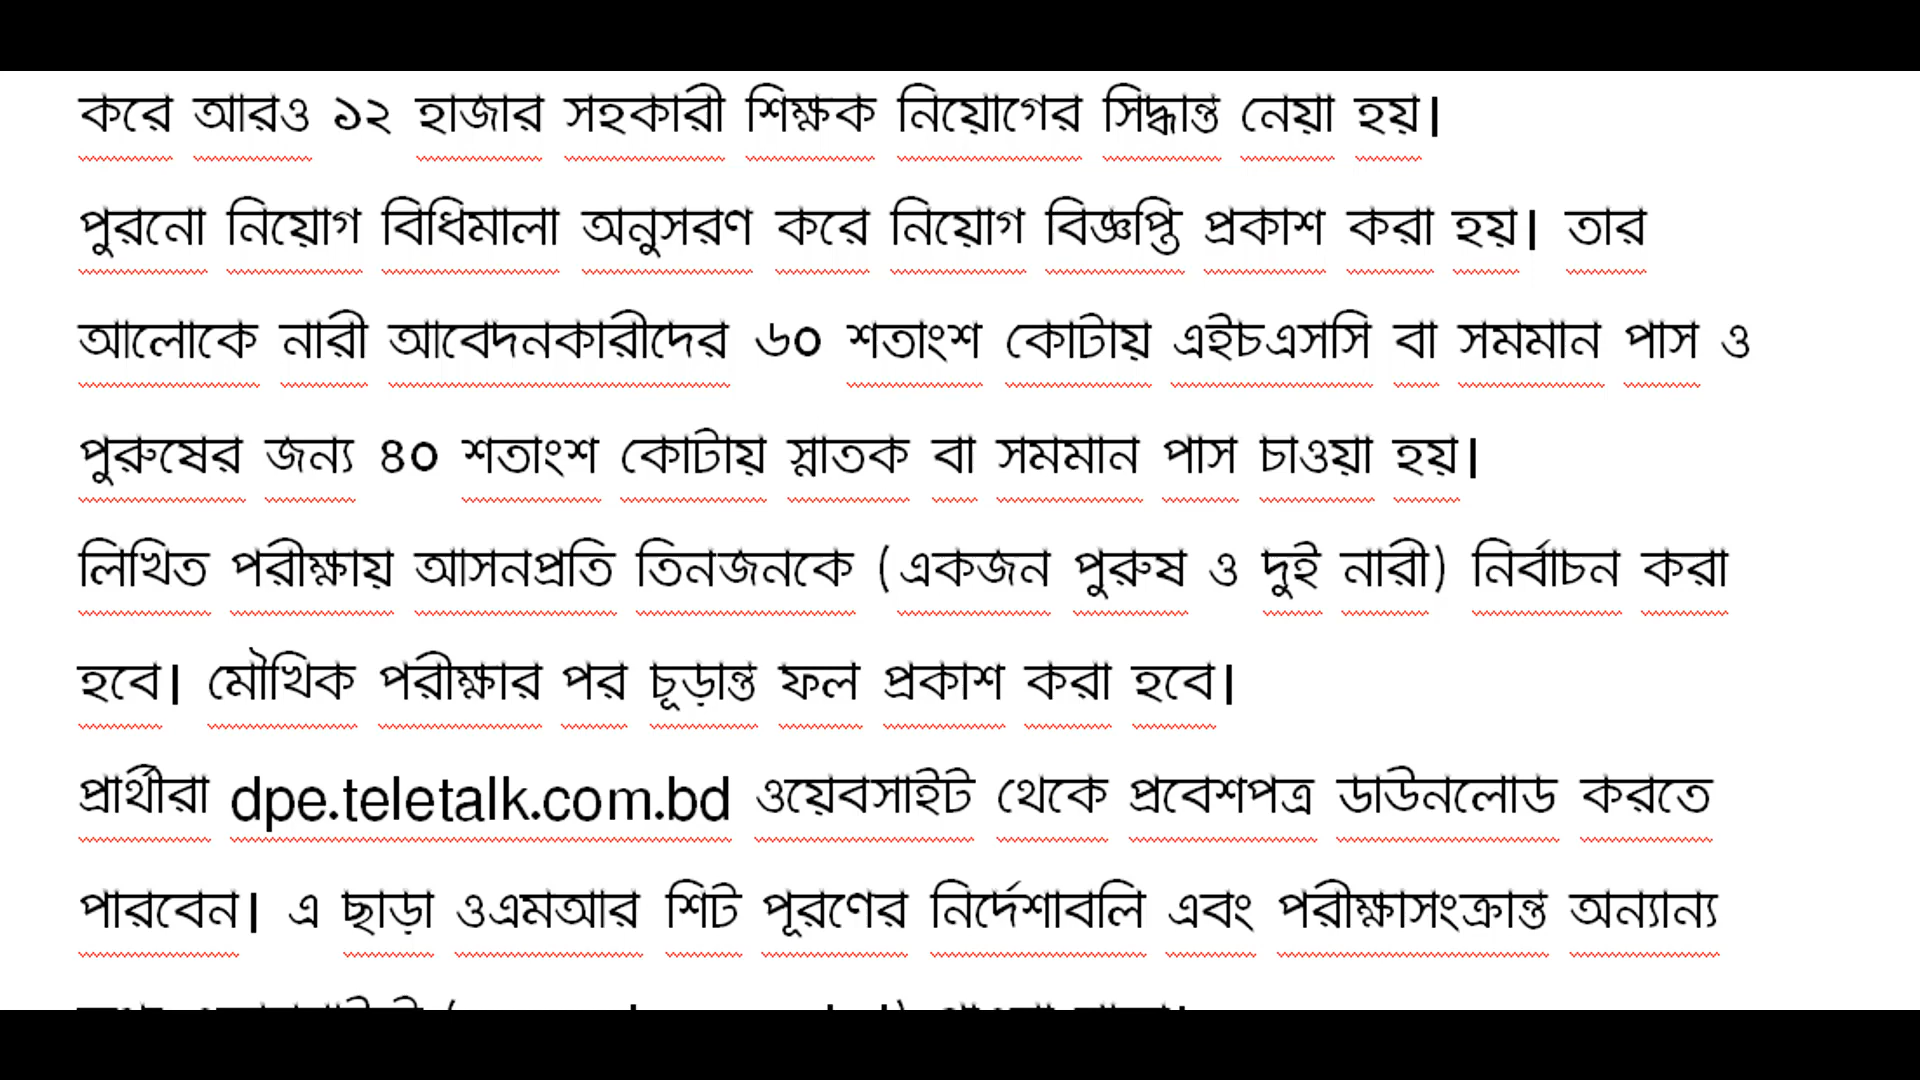 করে আরও ১২ হাজার সহকারী শিক্ষক নিয়োগের সিদ্ধান্ত নেয়া হয়।
পুরনো নিয়োগ বিধিমালা অনুসরণ করে নিয়োগ বিজ্ঞপ্তি প্রকাশ করা হয়। তার
আলোকে নারী আবেদনকারীদের ৬০ শতাংশ কোটায় এইচএসসি বা সমমান পাস ও
পুরুষের জন্য ৪০ শতাংশ কোটায় স্নাতক বা সমমান পাস চাওয়া হয়।
লিখিত পরীক্ষায় আসনপ্রতি তিনজনকে (একজন পুরুষ ও দুই নারী) নির্বাচন করা
হবে। মৌখিক পরীক্ষার পর চূড়ান্ত ফল প্রকাশ করা হবে।
প্রার্থীরা dpe.teletalk.com.bd ওয়েবসাইট থেকে প্রবেশপত্র ডাউনলোড করতে
পারবেন। এ ছাড়া ওএমআর শিট পূরণের নির্দেশাবলি এবং পরীক্ষাসংক্রান্ত অন্যান্য